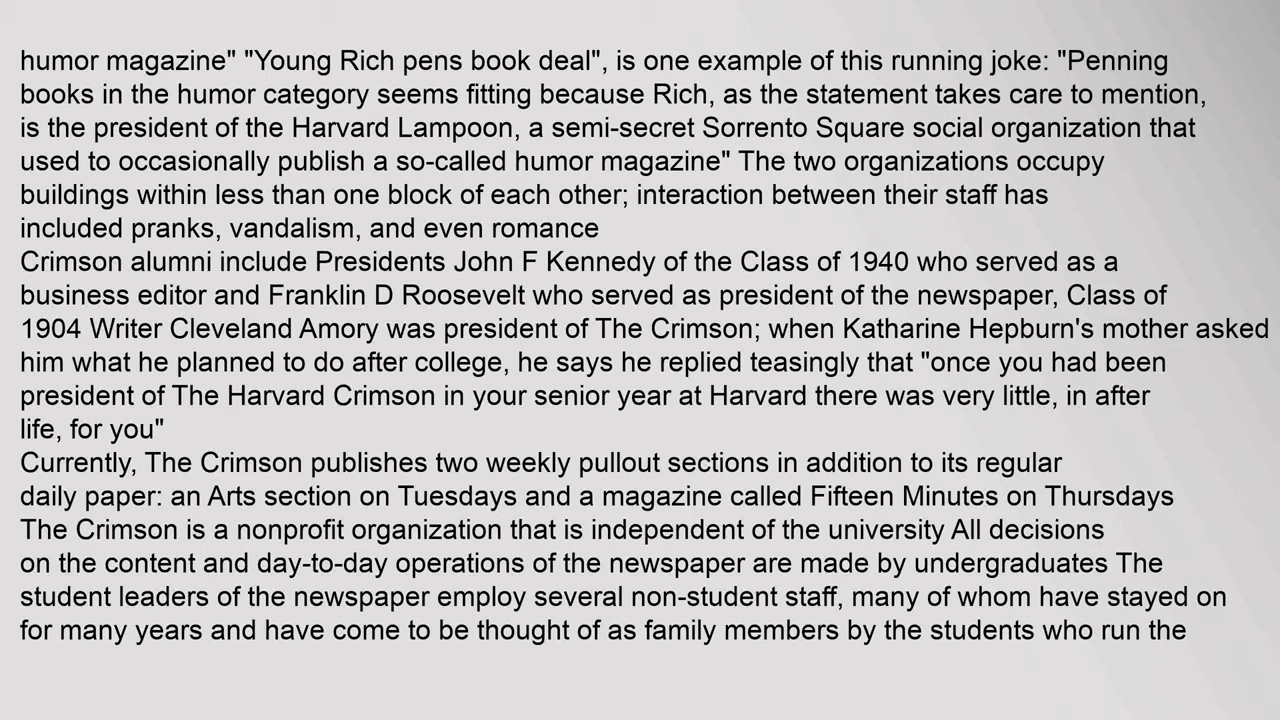 humor magazine" "Young Rich pens book deal", is one example of this running joke: "Penning
books in the humor category seems fitting because Rich, as the statement takes care to mention,
is the president of the Harvard Lampoon, a semi-secret Sorrento Square social organization that
used to occasionally publish a so-called humor magazine" The two organizations occupy
buildings within less than one block of each other; interaction between their staff has
included pranks, vandalism, and even romance
Crimson alumni include Presidents John F Kennedy of the Class of 1940 who served as a
business editor and Franklin D Roosevelt who served as president of the newspaper, Class of
1904 Writer Cleveland Amory was president of The Crimson; when Katharine Hepburn's mother asked
him what he planned to do after college, he says he replied teasingly that "once you had been
president of The Harvard Crimson in your senior year at Harvard there was very little, in after
life, for you"
Currently, The Crimson publishes two weekly pullout sections in addition to its regular
daily paper: an Arts section on Tuesdays and a magazine called Fifteen Minutes on Thursdays
The Crimson is a nonprofit organization that is independent of the university All decisions
on the content and day-to-day operations of the newspaper are made by undergraduates The
student leaders of the newspaper employ several non-student staff, many of whom have stayed on
for many years and have come to be thought of as family members by the students who run the